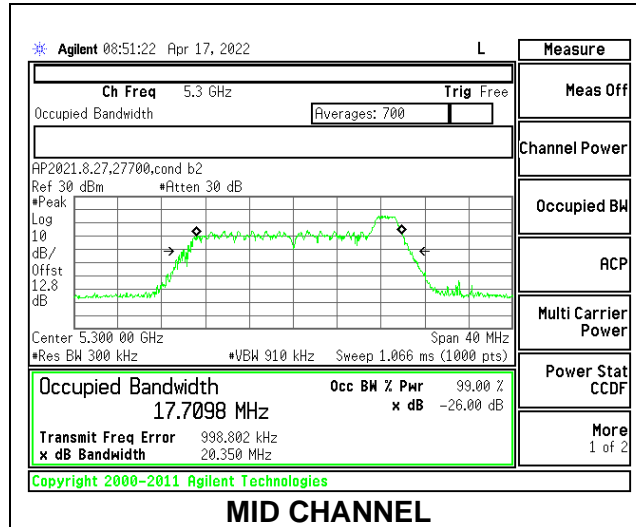 Agilent 08:51:22 Apr 17, 2022 L
Measure
Ch Freq 5.3 GHz Trig Free
Meas Off
Occupied Bandwidth Averages: 700
Channel Power
AP2021.8.27,27700,cond b2
Ref 30 dBm #Atten 30 dB
#Peak
Log
10
dB/
Offst
12.8
dB
Occupied BW
ACP
Center 5.300 00 GHz Span 40 MHz
#Res BW 300 kHz #VBW 910 kHz Sweep 1.066 ms (1000 pts)
Multi Carrier
Power
Occupied Bandwidth Occ BW % Pwr 99.00 %
17.7098 MHz x dB -26.00 dB
Power Stat
CCDF
Transmit Freq Error 998.802 kHz
x dB Bandwidth 20.350 MHz
More
1 of 2
Copyright 2000-2011 Agilent Technologies
MID CHANNEL